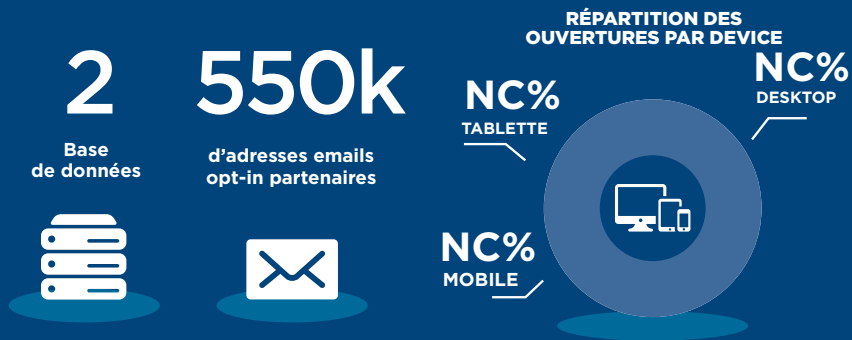 2
Base
de données
550k
d'adresses emails
opt-in partenaires
RÉPARTITION DES
OUVERTURES PAR DEVICE
NC%
TABLETTE
NC%
DESKTOP
NC%
MOBILE